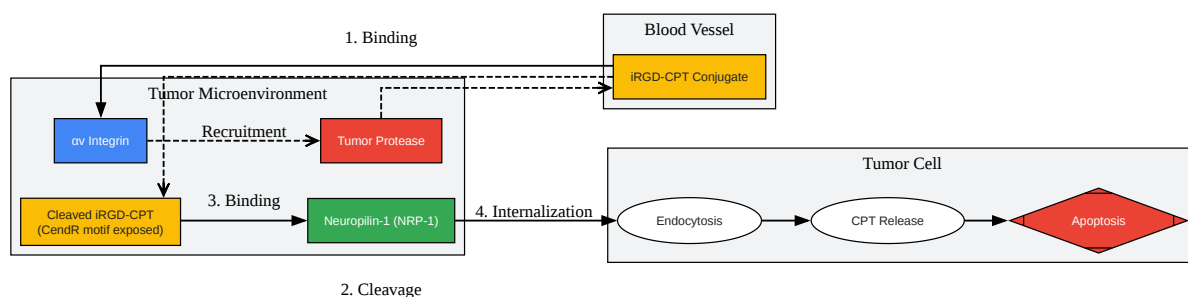 Blood Vessel
1. Binding
iRGD-CPT Conjugate
Tumor Microenvironment
αv Integrin
Recruitment
Tumor Protease
Tumor Cell
Cleaved iRGD-CPT
(CendR motif exposed)
3. Binding
Neuropilin-1 (NRP-1)
4. Internalization
Endocytosis
CPT Release
Apoptosis
2. Cleavage